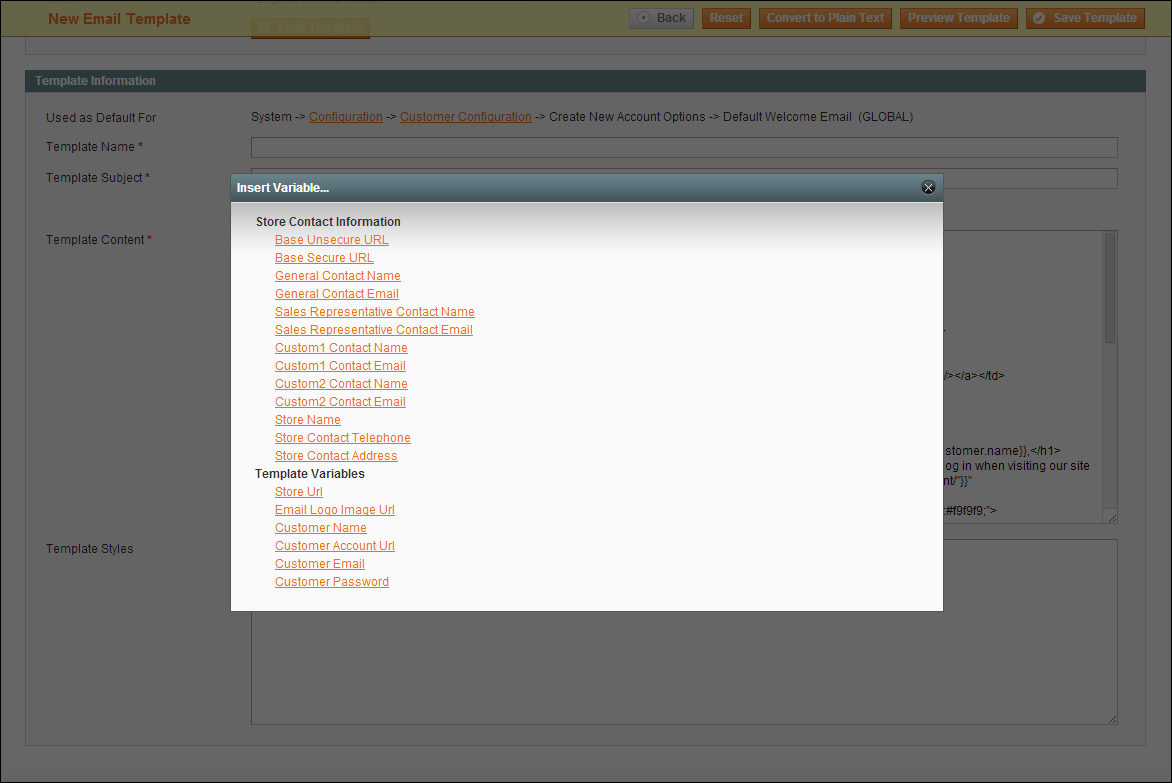 New Email Template
Back Reset Convert to Plain Text Preview Template Save Template
Load Template
Template Information
Used as Default For System -> Configuration -> Customer Configuration -> Create New Account Options -> Default Welcome Email (GLOBAL)
Template Name *
Template Subject *
Insert Variable...
Store Contact Information
Template Content *
Base Unsecure URL
Base Secure URL
General Contact Name
General Contact Email
Sales Representative Contact Name
Sales Representative Contact Email
Custom1 Contact Name
Custom1 Contact Email
/></a></td>
Custom2 Contact Name
Custom2 Contact Email
Store Name
Store Contact Telephone
Store Contact Address
stomer.name}},</h1>
og in when visiting our site
Template Variables
nt/"}}"
Store Url
Email Logo Image Url
:#f9f9f9;">
Customer Name
Customer Account Url
Template Styles
Customer Email
Customer Password